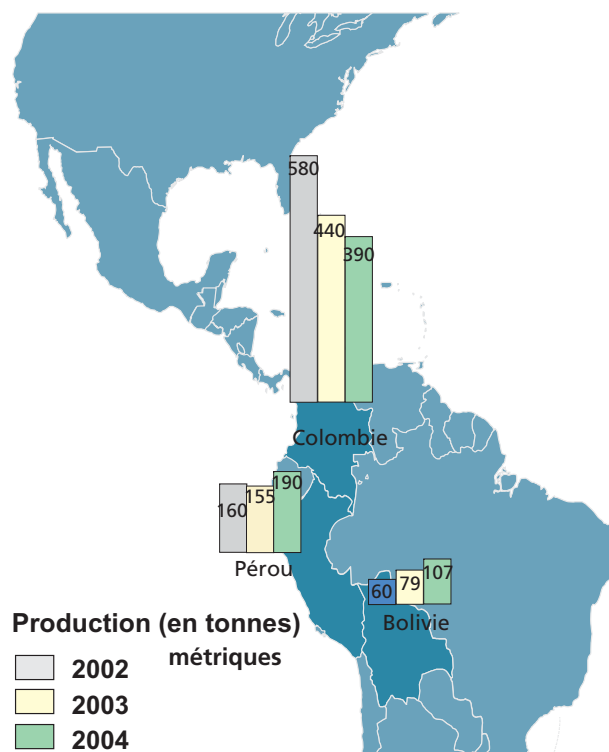 580
440
390
Colombie
160
155
190
Pérou
60
79
107
Bolivie
Production (en tonnes)
métriques
2002
2003
2004